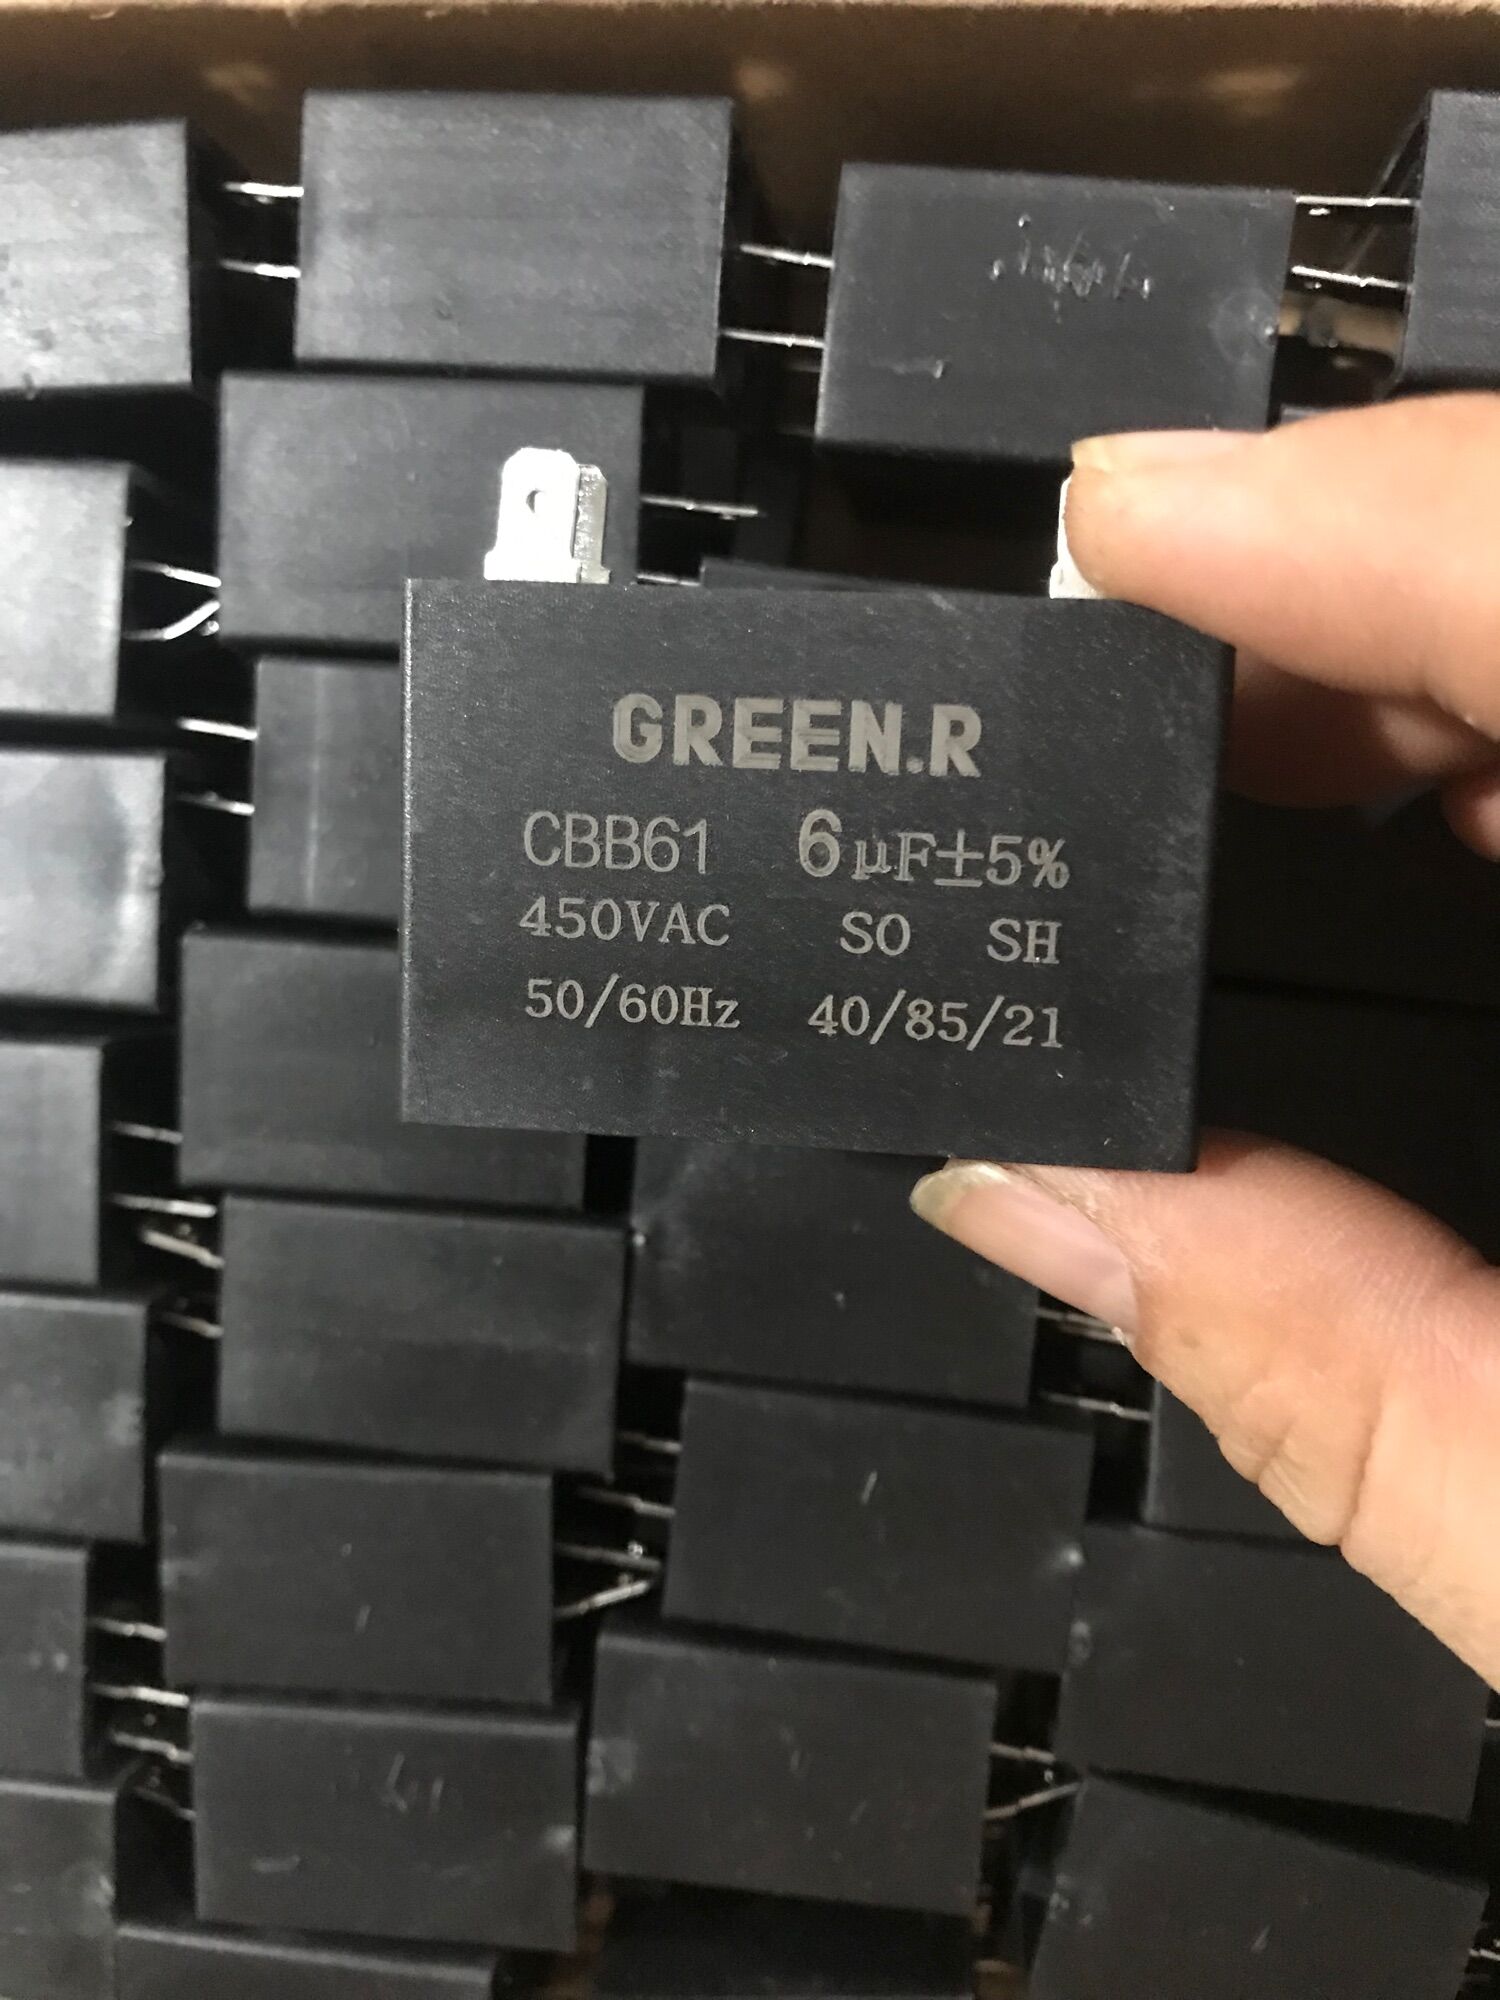 GREEN.R
CBB61 6μF±5%
450VAC SO SH
50/60Hz 40/85/21